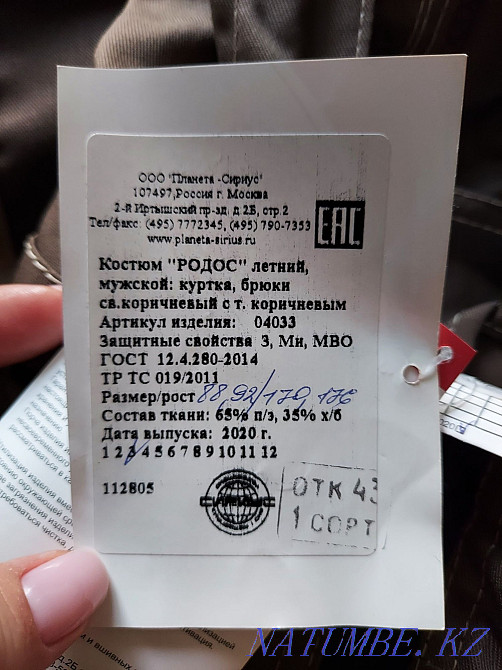 ООО "Планета -Сириус"
107497,Россия г. Москва
2-й Иртышский пр-зд, д.2Б, стр.2
Тел/факс: (495) 7772345, (495) 790-7353
www.planeta-sirius.ru
ЕАС
Костюм "РОДОС" летний,
мужской: куртка, брюки
св.коричневый с т. коричневым
Артикул изделия: 04033
Защитные свойства З, Ми, МВО
ГОСТ 12.4.280-2014
ТР ТС 019/2011
Размер/рост 88,92/170,176
Состав ткани: 65% п/э, 35% х/б
Дата выпуска: 2020 г.
1 2 3 4 5 6 7 8 9 10 11 12
112805
ОТК 43
1 СОРТ
NATUMBE.KZ